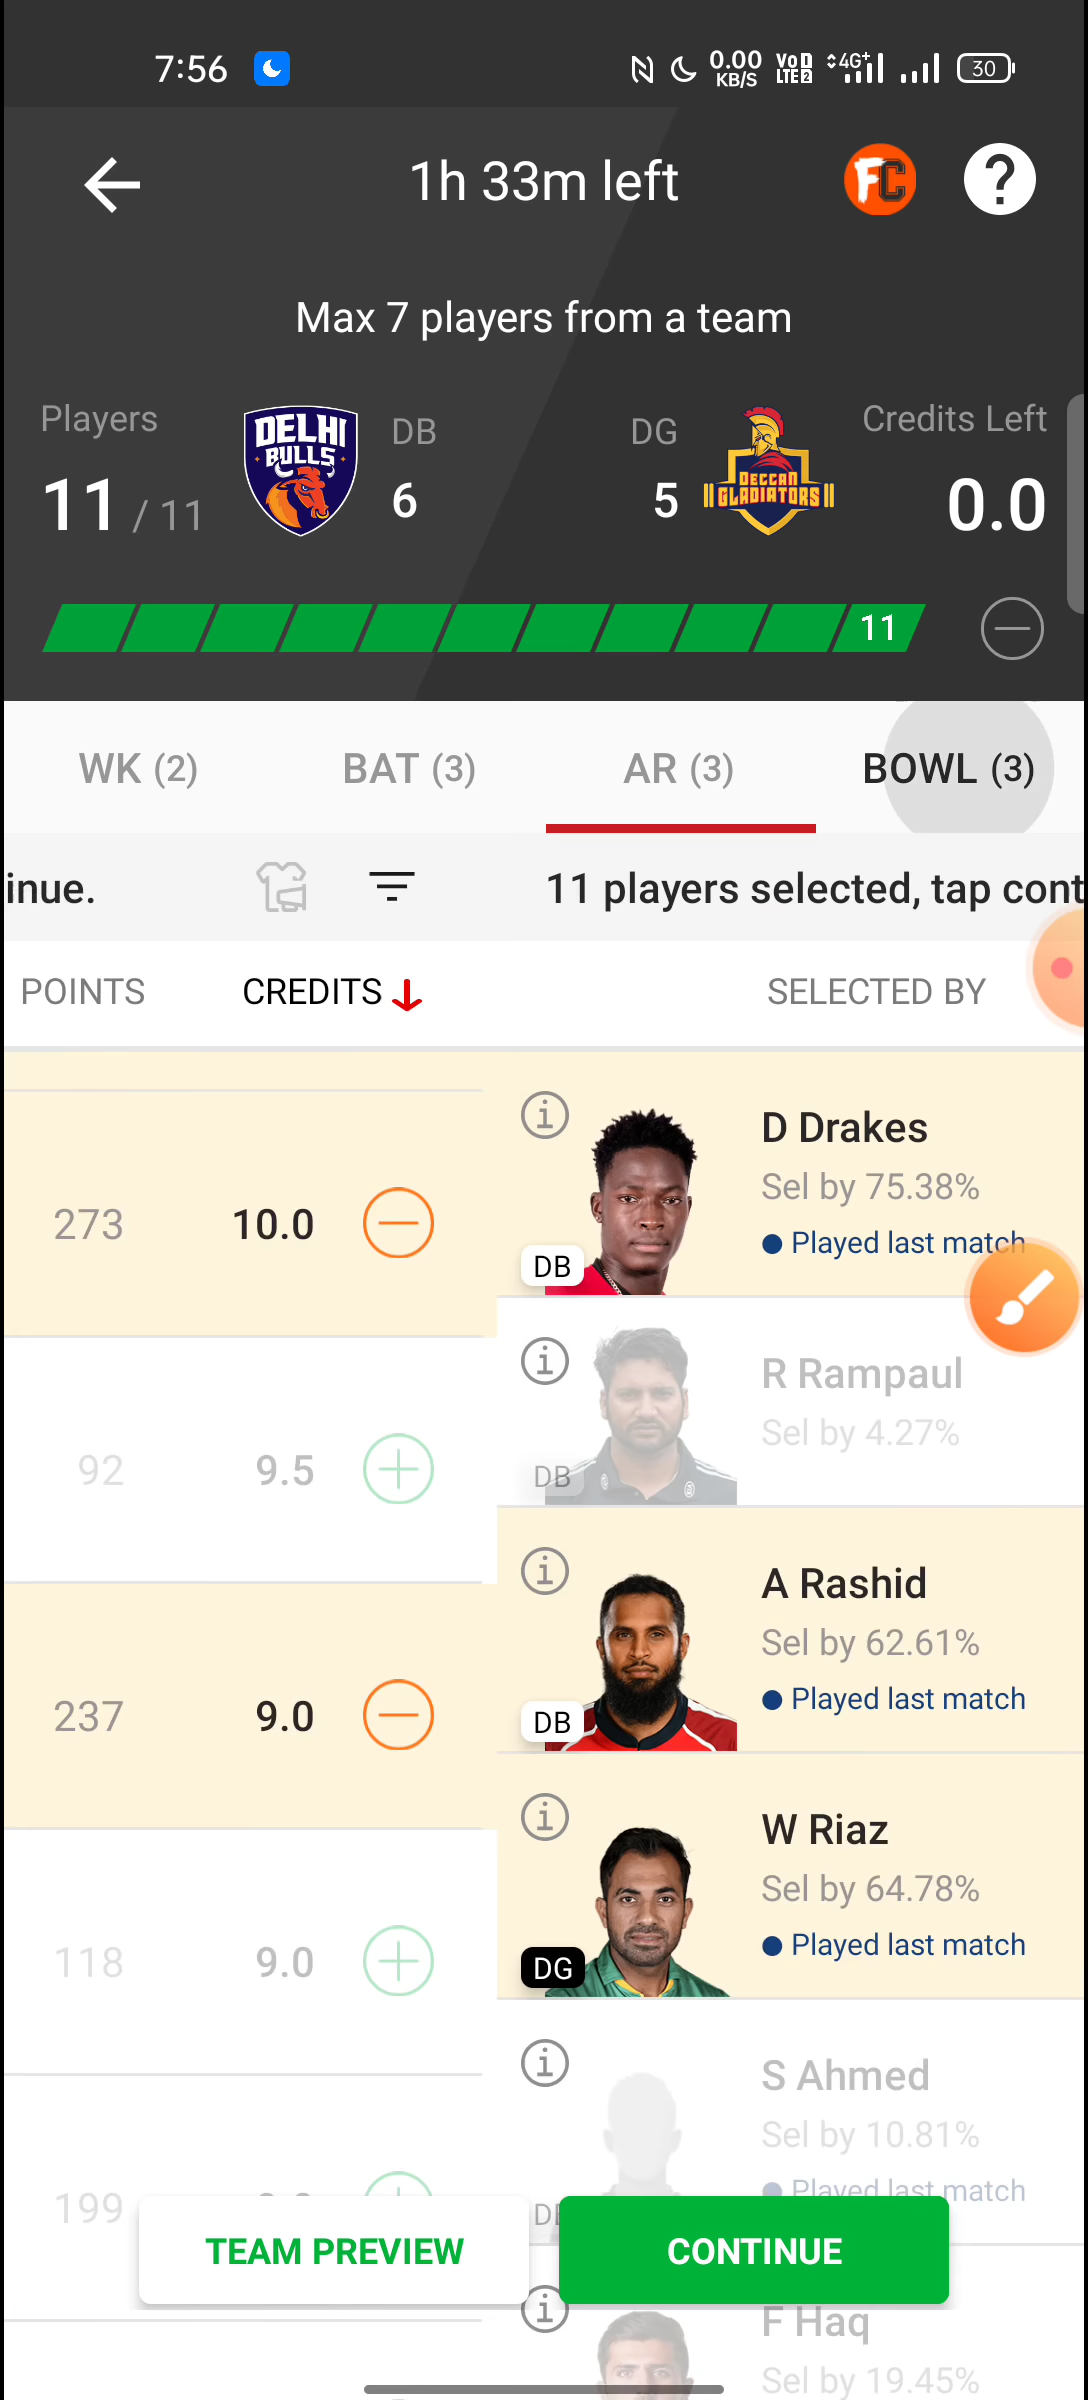 7:56
0.00 KB/S
VoD LTE2
4G+
30
1h 33m left
FC
?
Max 7 players from a team
Players
DB
DG
Credits Left
DELHI
BULLS
DECCAN
GLADIATORS
11 / 11
6
5
0.0
11
WK (2)
BAT (3)
AR (3)
BOWL (3)
inue.
11 players selected, tap cont
POINTS
CREDITS
SELECTED BY
273
10.0
92
9.5
237
9.0
118
9.0
199
D Drakes
Sel by 75.38%
Played last match
DB
R Rampaul
Sel by 4.27%
DB
A Rashid
Sel by 62.61%
Played last match
DB
W Riaz
Sel by 64.78%
Played last match
DG
S Ahmed
Sel by 10.81%
Played last match
TEAM PREVIEW
CONTINUE
F Haq
Sel by 19.45%